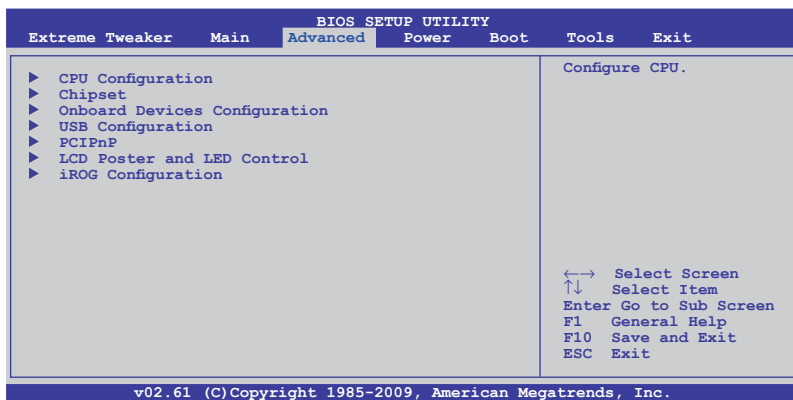 BIOS SETUP UTILITY
Extreme Tweaker Main Advanced Power Boot Tools Exit
CPU Configuration
Chipset
Onboard Devices Configuration
USB Configuration
PCIPnP
LCD Poster and LED Control
iROG Configuration
Configure CPU.
←→ Select Screen
↑↓ Select Item
Enter Go to Sub Screen
F1 General Help
F10 Save and Exit
ESC Exit
v02.61 (C)Copyright 1985-2009, American Megatrends, Inc.